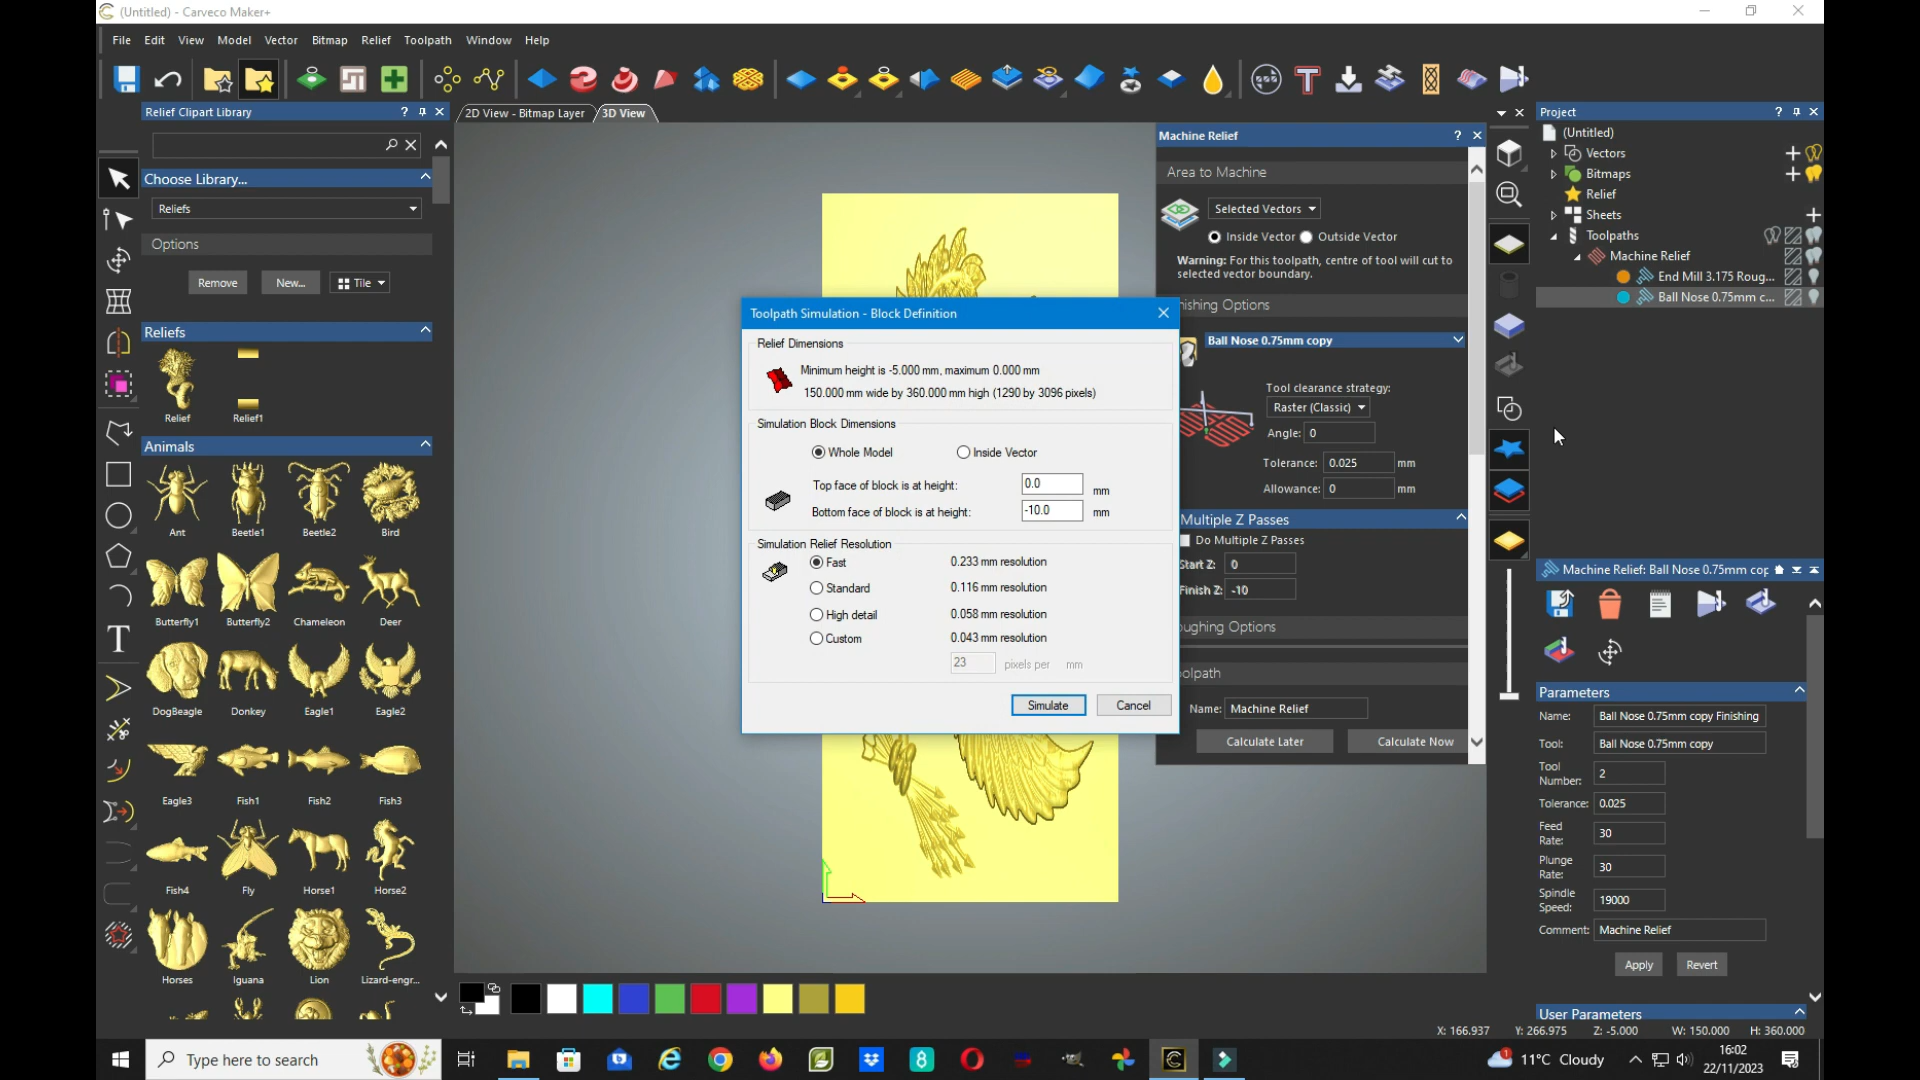 (Untitled) - Carveco Maker+
File Edit View Model Vector Bitmap Relief Toolpath Window Help
Relief Clipart Library ?
Choose Library...
Reliefs
Options
Remove New... Tile
Reliefs
Relief Relief1
Animals
Ant Beetle1 Beetle2 Bird
Butterfly1 Butterfly2 Chameleon Deer
DogBeagle Donkey Eagle1 Eagle2
Eagle3 Fish1 Fish2 Fish3
Fish4 Fly Horse1 Horse2
Horses Iguana Lion Lizard-engr...
2D View - Bitmap Layer 3D View
Toolpath Simulation - Block Definition
Relief Dimensions
Minimum height is -5.000 mm, maximum 0.000 mm
150.000 mm wide by 360.000 mm high (1290 by 3096 pixels)
Simulation Block Dimensions
Whole Model Inside Vector
Top face of block is at height: 0.0 mm
Bottom face of block is at height: -10.0 mm
Simulation Relief Resolution
Fast 0.233 mm resolution
Standard 0.116 mm resolution
High detail 0.058 mm resolution
Custom 0.043 mm resolution
23 pixels per mm
Simulate Cancel
Machine Relief ?
Area to Machine
Selected Vectors
Inside Vector Outside Vector
Warning: For this toolpath, centre of tool will cut to
selected vector boundary.
nishing Options
Ball Nose 0.75mm copy
Tool clearance strategy:
Raster (Classic)
Angle: 0
Tolerance: 0.025 mm
Allowance: 0 mm
Multiple Z Passes
Do Multiple Z Passes
Start Z: 0
Finish Z: -10
oughing Options
oolpath
Name: Machine Relief
Calculate Later Calculate Now
Project ?
(Untitled)
Vectors
Bitmaps
Relief
Sheets
Toolpaths
Machine Relief
End Mill 3.175 Roug...
Ball Nose 0.75mm c...
Machine Relief: Ball Nose 0.75mm cop
Parameters
Name: Ball Nose 0.75mm copy Finishing
Tool: Ball Nose 0.75mm copy
Tool
Number: 2
Tolerance: 0.025
Feed
Rate: 30
Plunge
Rate: 30
Spindle
Speed: 19000
Comment: Machine Relief
Apply Revert
User Parameters
X: 166.937 Y: 266.975 Z: -5.000 W: 150.000 H: 360.000
Type here to search
11°C Cloudy
16:02
22/11/2023